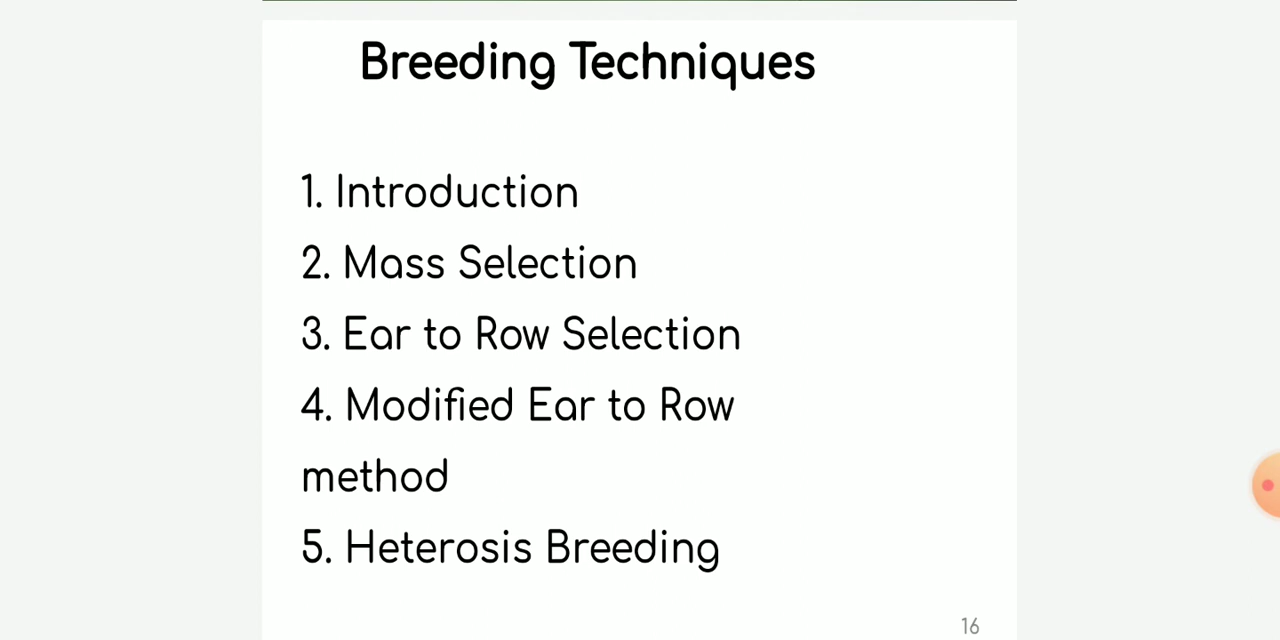 Breeding Techniques
1. Introduction
2. Mass Selection
3. Ear to Row Selection
4. Modified Ear to Row
method
5. Heterosis Breeding
16